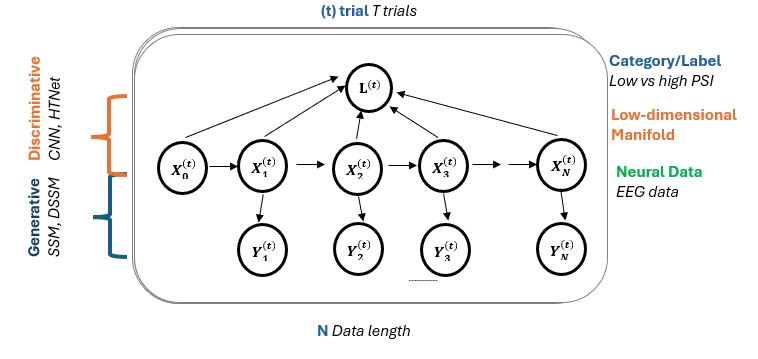 (t) trial T trials
Discriminative
CNN, HTNet
Generative
SSM, DSSM
L(t)
Category/Label
Low vs high PSI
Low-dimensional
Manifold
Neural Data
EEG data
X0(t) X1(t) X2(t) X3(t) XN(t)
Y1(t) Y2(t) Y3(t) YN(t)
N Data length